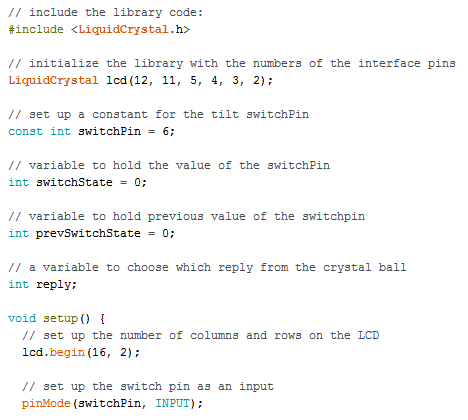 // include the library code:
#include <LiquidCrystal.h>
// initialize the library with the numbers of the interface pins
LiquidCrystal lcd(12, 11, 5, 4, 3, 2);
// set up a constant for the tilt switchPin
const int switchPin = 6;
// variable to hold the value of the switchPin
int switchState = 0;
// variable to hold previous value of the switchpin
int prevSwitchState = 0;
// a variable to choose which reply from the crystal ball
int reply;
void setup() {
// set up the number of columns and rows on the LCD
lcd.begin(16, 2);
// set up the switch pin as an input
pinMode(switchPin, INPUT);